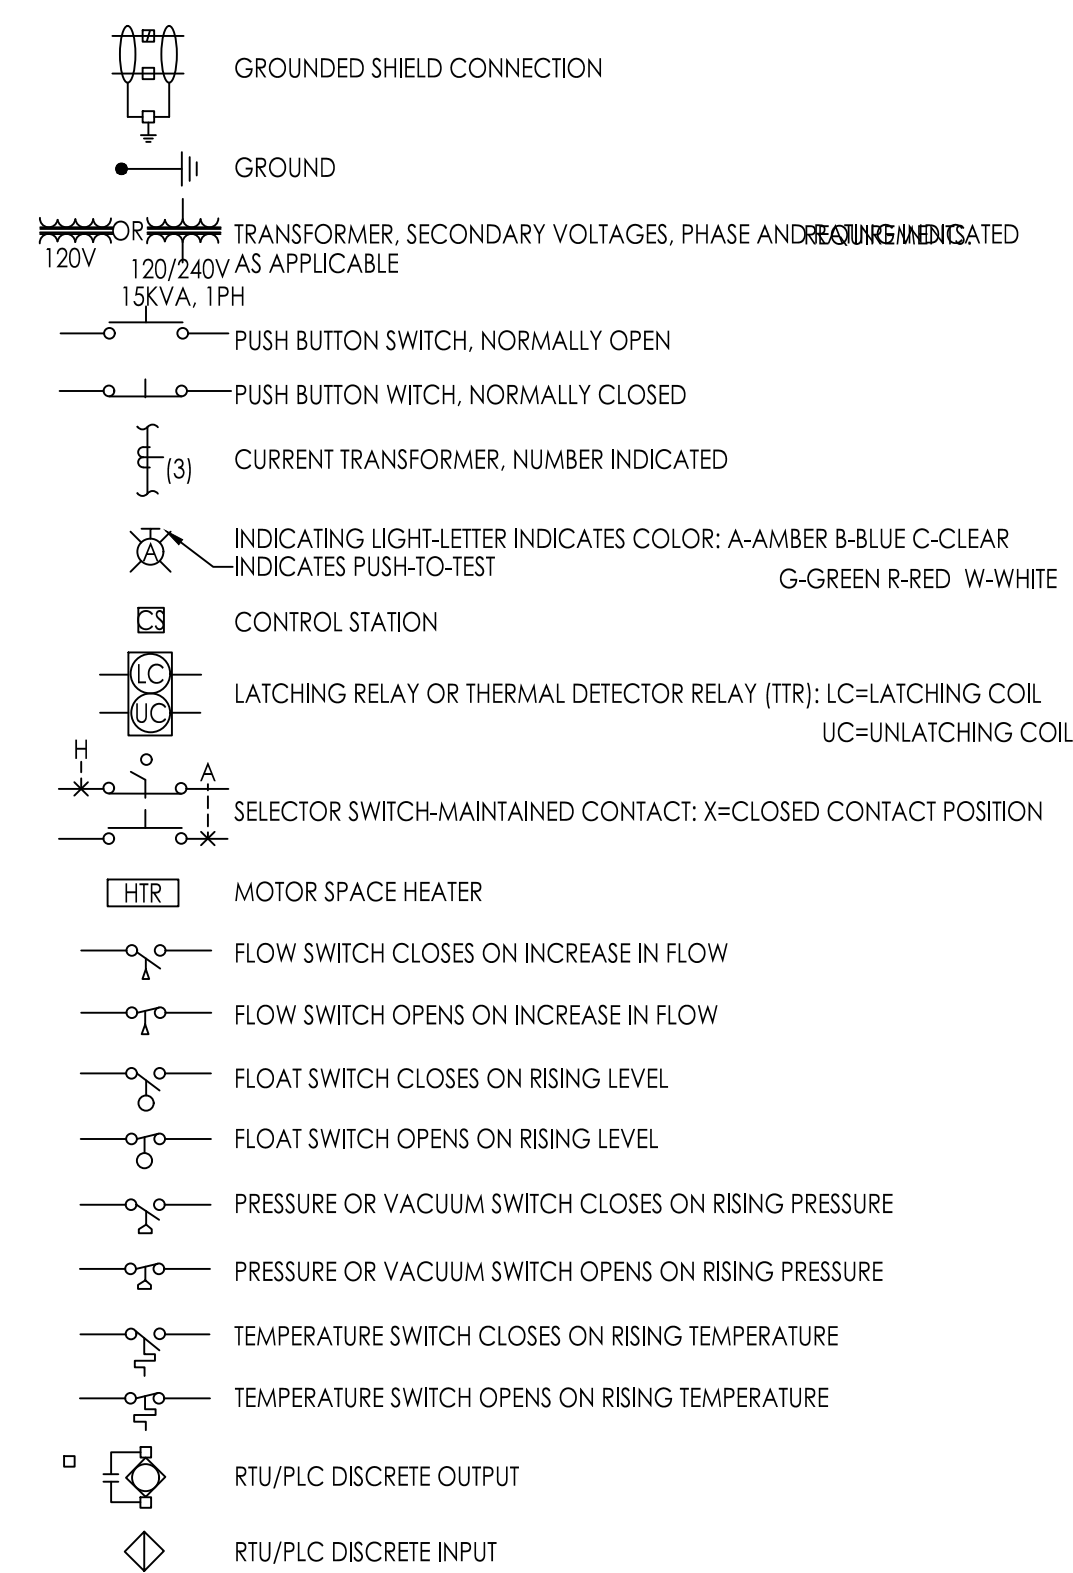 GROUNDED SHIELD CONNECTION
GROUND
OR
TRANSFORMER, SECONDARY VOLTAGES, PHASE AND RATING INDICATED
REQUIREMENTS.
120V
120/240V
AS APPLICABLE
15KVA, 1PH
PUSH BUTTON SWITCH, NORMALLY OPEN
PUSH BUTTON WITCH, NORMALLY CLOSED
(3)
CURRENT TRANSFORMER, NUMBER INDICATED
A
INDICATING LIGHT-LETTER INDICATES COLOR: A-AMBER B-BLUE C-CLEAR
INDICATES PUSH-TO-TEST
G-GREEN R-RED W-WHITE
CS
CONTROL STATION
LC
UC
LATCHING RELAY OR THERMAL DETECTOR RELAY (TTR): LC=LATCHING COIL
UC=UNLATCHING COIL
H
A
SELECTOR SWITCH-MAINTAINED CONTACT: X=CLOSED CONTACT POSITION
HTR
MOTOR SPACE HEATER
FLOW SWITCH CLOSES ON INCREASE IN FLOW
FLOW SWITCH OPENS ON INCREASE IN FLOW
FLOAT SWITCH CLOSES ON RISING LEVEL
FLOAT SWITCH OPENS ON RISING LEVEL
PRESSURE OR VACUUM SWITCH CLOSES ON RISING PRESSURE
PRESSURE OR VACUUM SWITCH OPENS ON RISING PRESSURE
TEMPERATURE SWITCH CLOSES ON RISING TEMPERATURE
TEMPERATURE SWITCH OPENS ON RISING TEMPERATURE
RTU/PLC DISCRETE OUTPUT
RTU/PLC DISCRETE INPUT